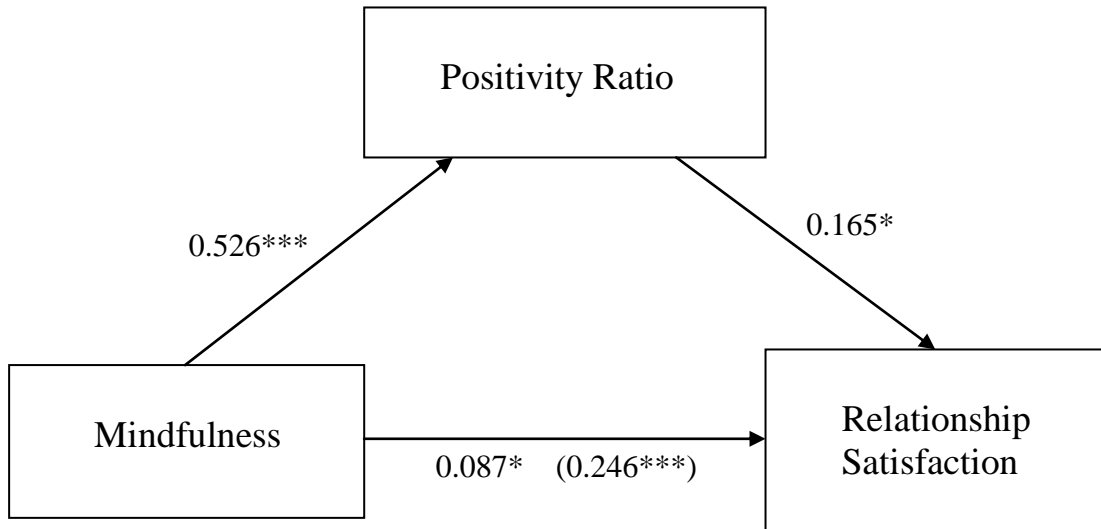 Positivity Ratio
0.526***
0.165*
Mindfulness
Relationship
Satisfaction
0.087* (0.246***)